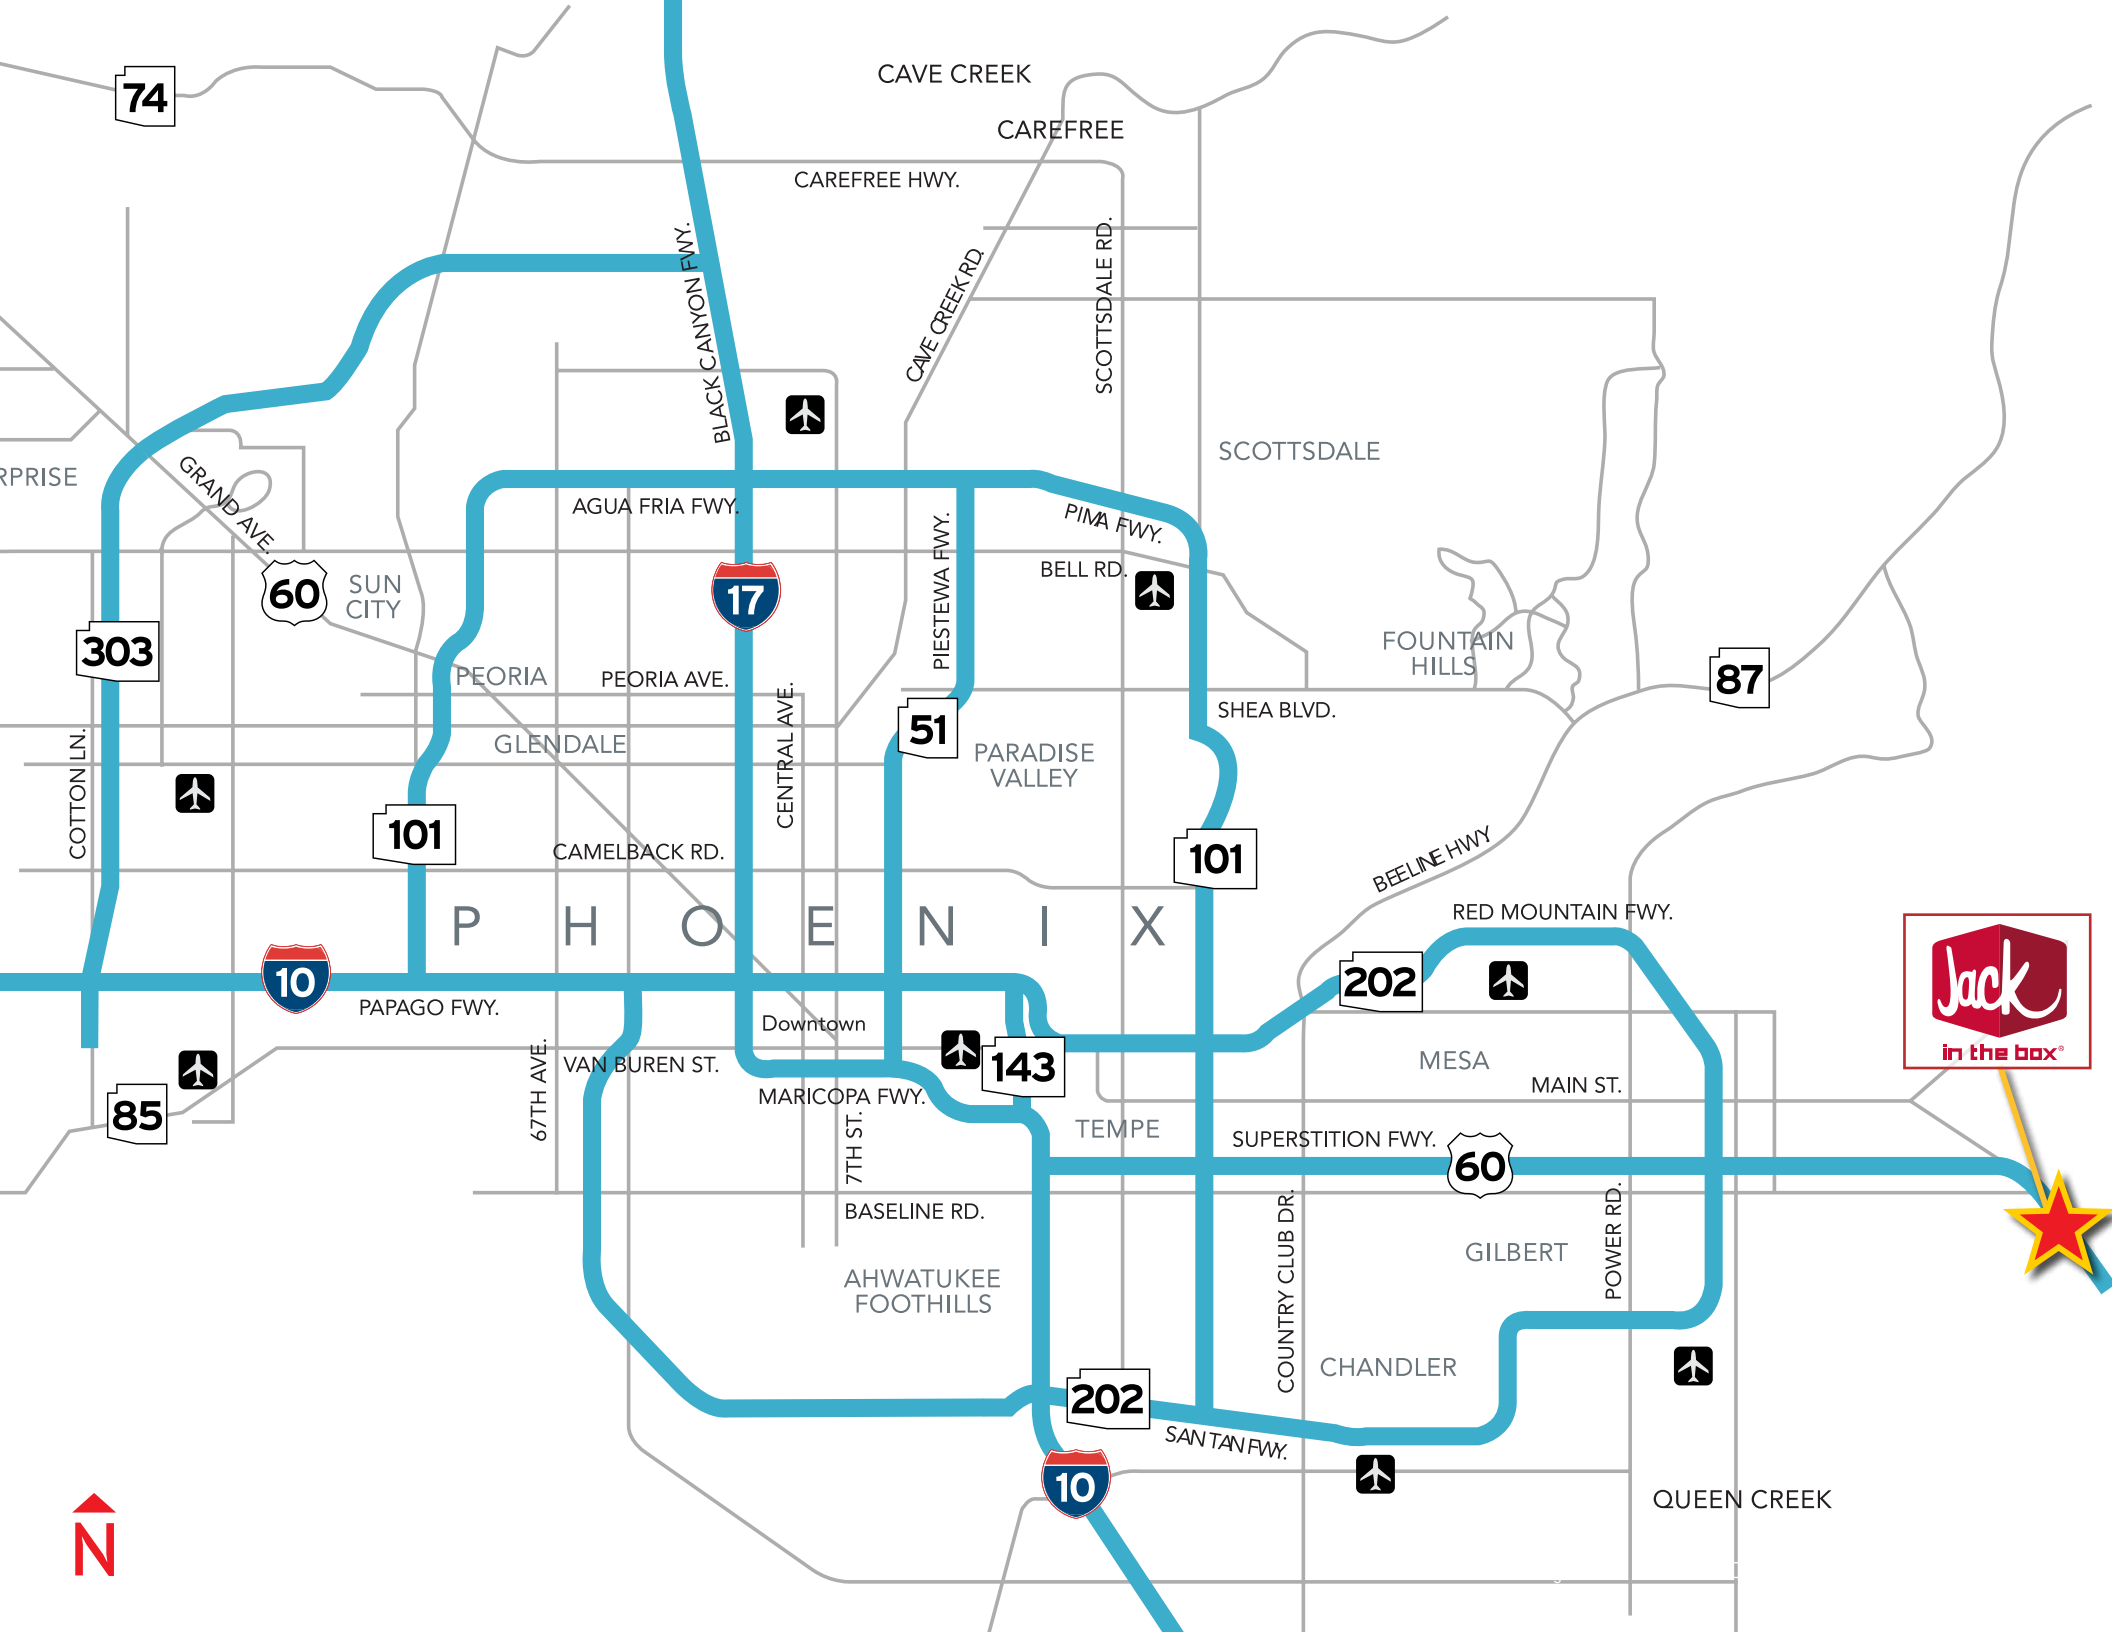 CAVE CREEK
74
CAREFREE
CAREFREE HWY.
BLACK CANYON FWY.
CAVE CREEK RD.
SCOTTSDALE RD.
SCOTTSDALE
RPRISE
GRAND AVE.
AGUA FRIA FWY.
PIMA FWY.
BELL RD.
PIESTEWA FWY.
60
SUN
CITY
17
303
FOUNTAIN
HILLS
87
PEORIA
PEORIA AVE.
SHEA BLVD.
51
GLENDALE
CENTRAL AVE.
PARADISE
VALLEY
COTTON LN.
101
CAMELBACK RD.
101
BEELINE HWY
PHOENIX
RED MOUNTAIN FWY.
10
202
Jack
in the box®
PAPAGO FWY.
Downtown
VAN BUREN ST.
67TH AVE.
143
MESA
MAIN ST.
85
MARICOPA FWY.
7TH ST.
TEMPE
SUPERSTITION FWY.
60
BASELINE RD.
COUNTRY CLUB DR.
POWER RD.
GILBERT
AHWATUKEE
FOOTHILLS
CHANDLER
202
SAN TAN FWY.
10
QUEEN CREEK
N